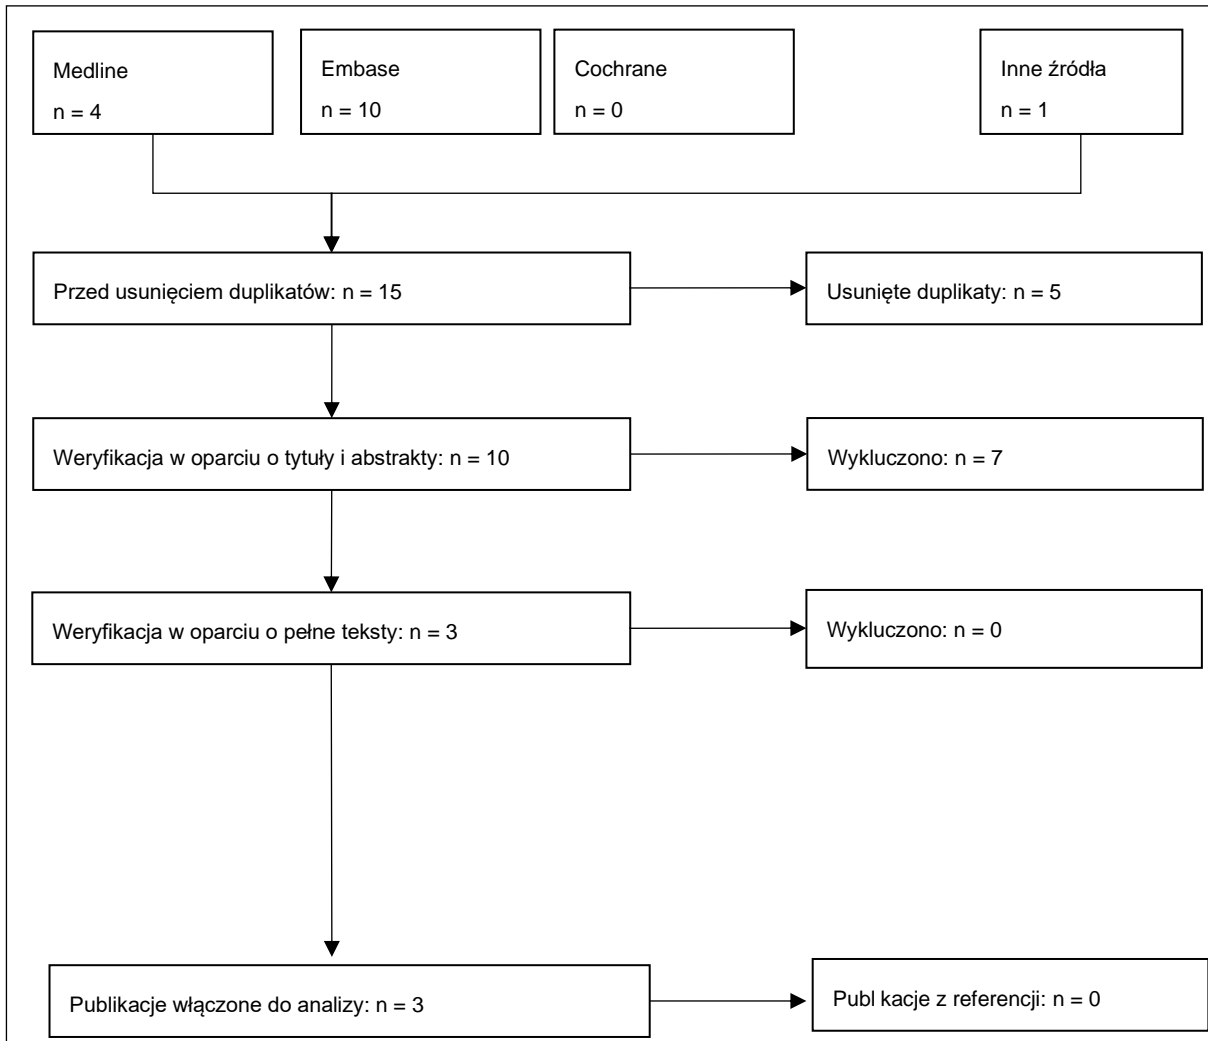 Medline
n = 4
Embase
n = 10
Cochrane
n = 0
Inne źródła
n = 1
Przed usunięciem duplikatów: n = 15
Usunięte duplikaty: n = 5
Weryfikacja w oparciu o tytuły i abstrakty: n = 10
Wykluczono: n = 7
Weryfikacja w oparciu o pełne teksty: n = 3
Wykluczono: n = 0
Publikacje włączone do analizy: n = 3
Publ kacje z referencji: n = 0